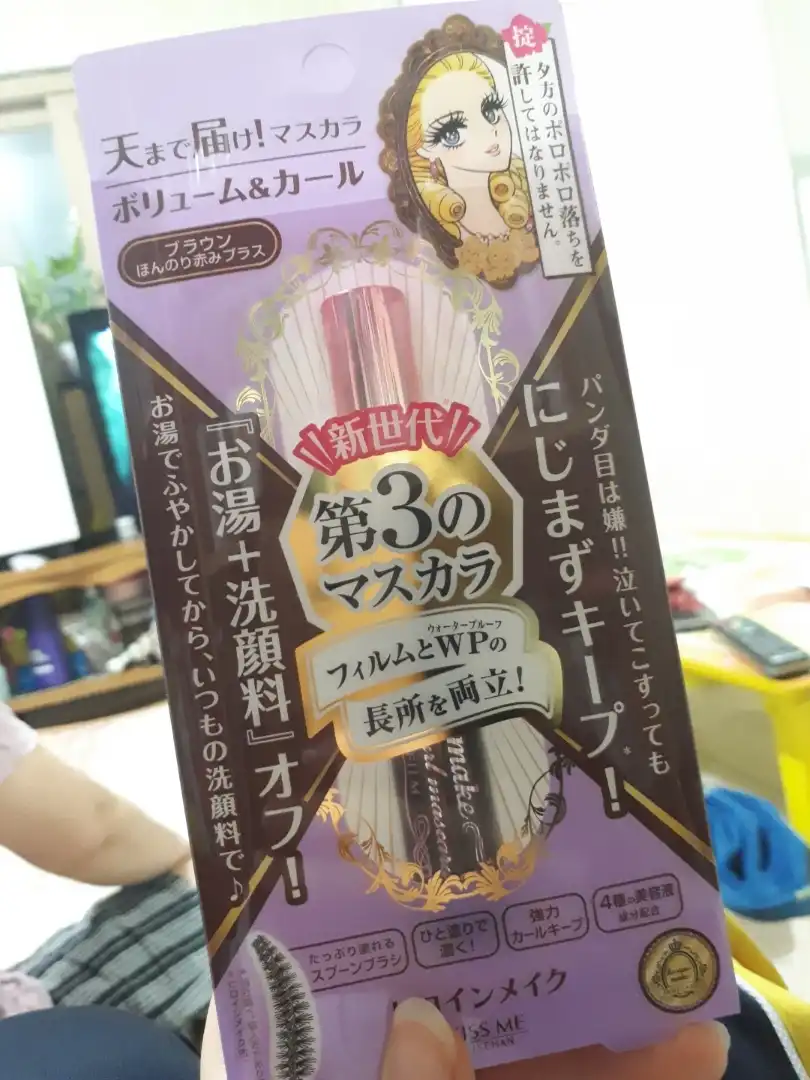 天まで届け!マスカラ
ボリューム&カール
ブラウン
ほんのり赤みプラス
掟
夕方のボロボロ落ちを
許してはなりません。
新世代
第3の
マスカラ
ウォータープルーフ
フィルムとWPの
長所を両立!
パンダ目は嫌!!泣いてこすっても
にじまずキープ*!
『お湯+洗顔料』オフ!
お湯でふやかしてから、いつもの洗顔料で♪
make
mascara
FILM
たっぷり塗れる
スプーンブラシ
ひと塗りで
濃く!
強力
カールキープ
4種の美容液
成分配合
ロインメイク
ISS ME